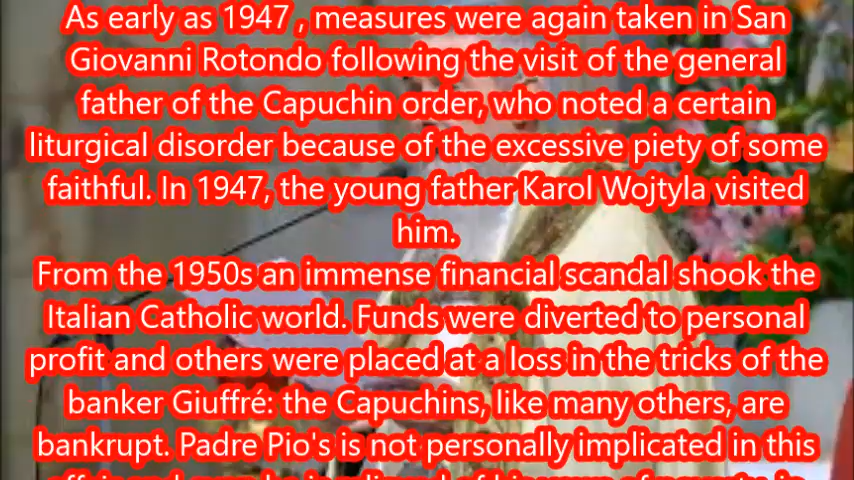 As early as 1947 , measures were again taken in San
Giovanni Rotondo following the visit of the general
father of the Capuchin order, who noted a certain
liturgical disorder because of the excessive piety of some
faithful. In 1947, the young father Karol Wojtyla visited
him.
From the 1950s an immense financial scandal shook the
Italian Catholic world. Funds were diverted to personal
profit and others were placed at a loss in the tricks of the
banker Giuffré: the Capuchins, like many others, are
bankrupt. Padre Pio's is not personally implicated in this